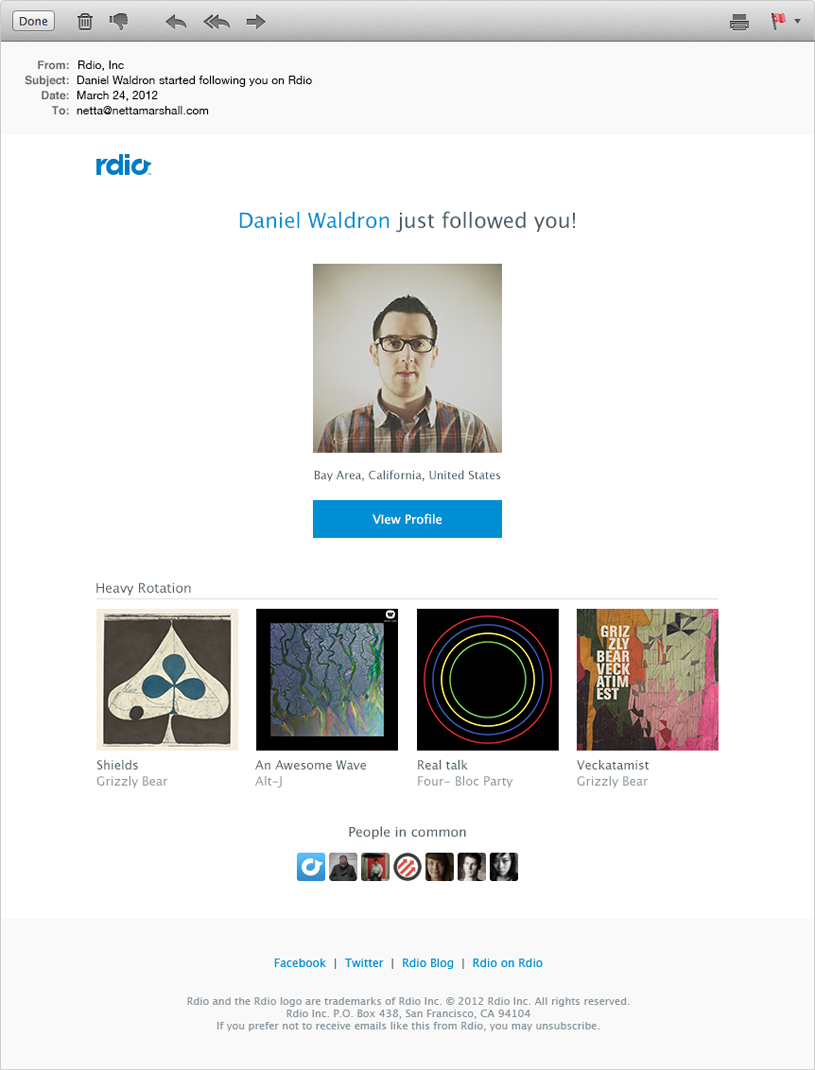 Done
From: Rdio, Inc
Subject: Daniel Waldron started following you on Rdio
Date: March 24, 2012
To: netta@nettamarshall.com
rdio
Daniel Waldron just followed you!
Bay Area, California, United States
VIew Profile
Heavy Rotation
GRIZ
ZLY
BEAR
VECK
ATIM
EST
Shields
An Awesome Wave
Real talk
Veckatamist
Grizzly Bear
Alt-J
Four- Bloc Party
Grizzly Bear
People in common
Facebook | Twitter | Rdio Blog | Rdio on Rdio
Rdio and the Rdio logo are trademarks of Rdio Inc. © 2012 Rdio Inc. All rights reserved.
Rdio Inc. P.O. Box 438, San Francisco, CA 94104
If you prefer not to receive emails like this from Rdio, you may unsubscribe.